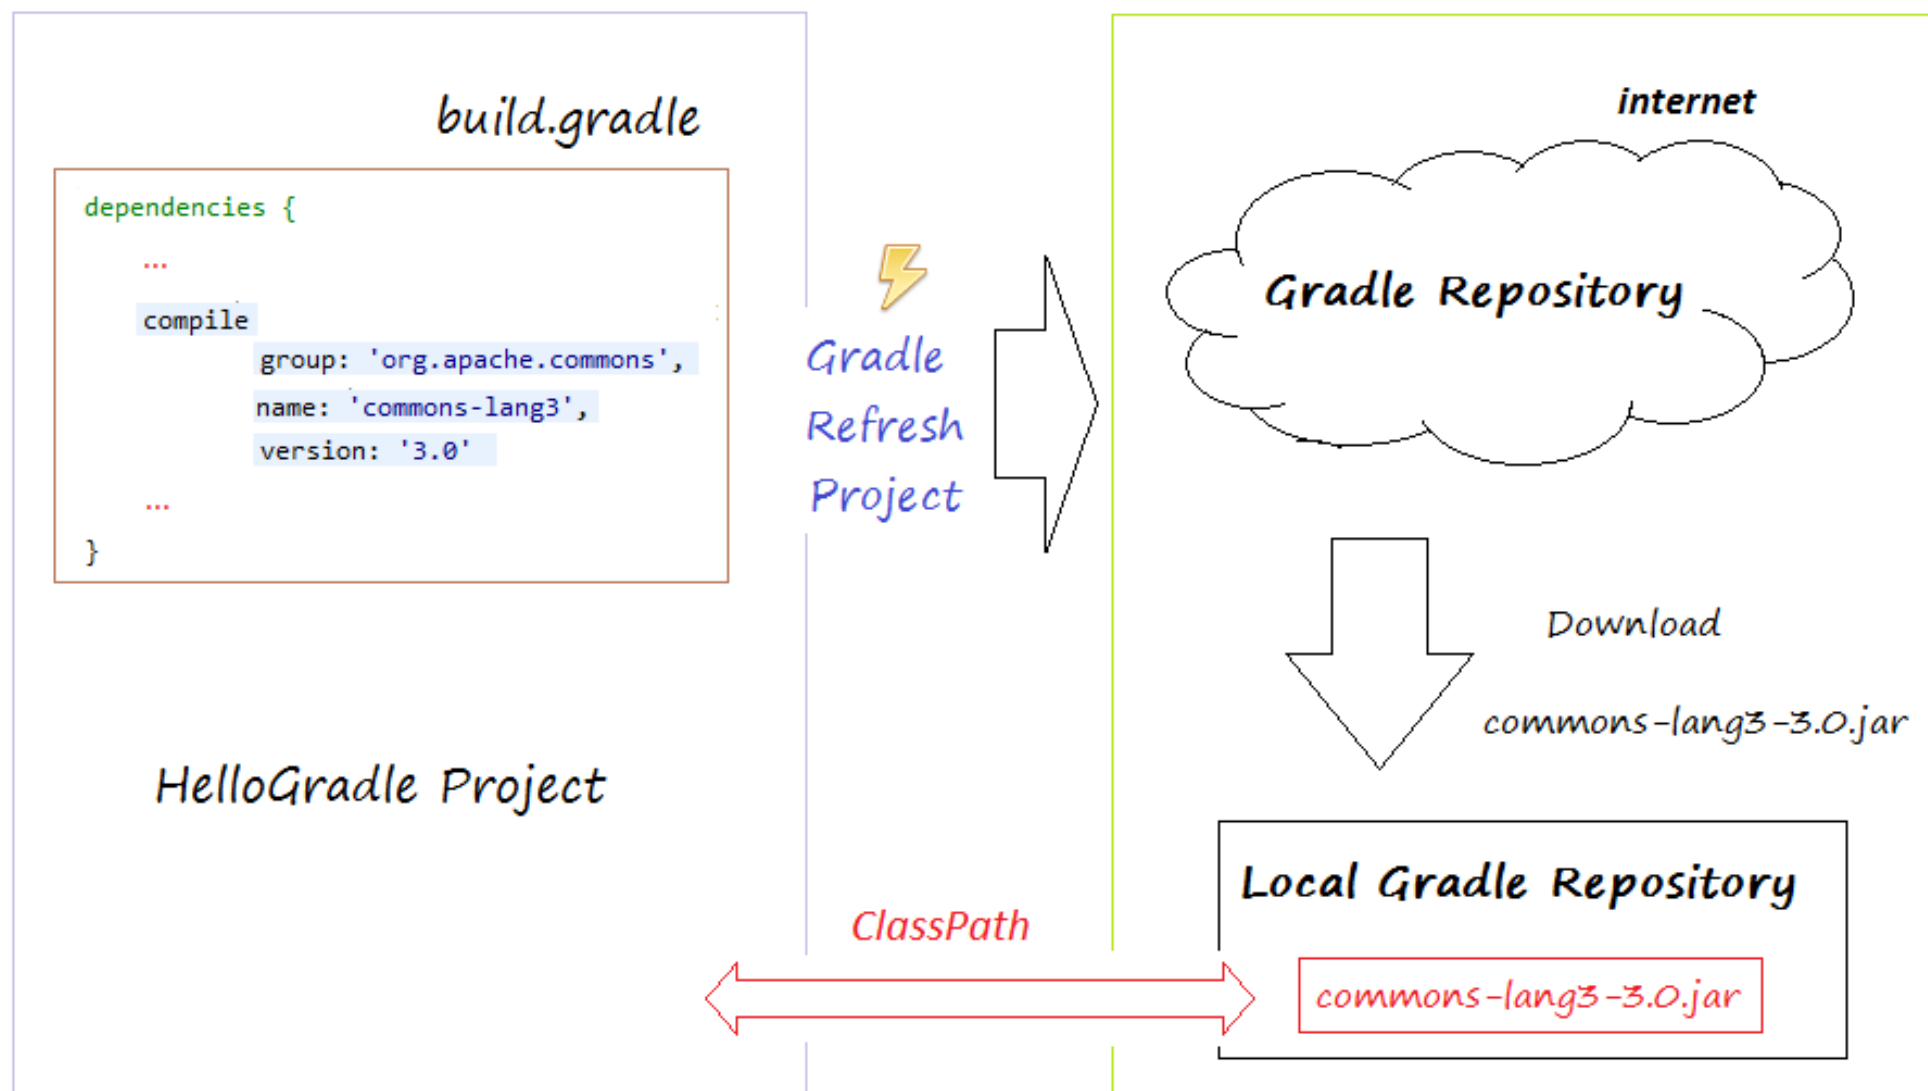 build.gradle
dependencies {
...
compile
group: 'org.apache.commons',
name: 'commons-lang3',
version: '3.0'
...
}
HelloGradle Project
Gradle
Refresh
Project
internet
Gradle Repository
Download
commons-lang3-3.0.jar
Local Gradle Repository
commons-lang3-3.0.jar
ClassPath